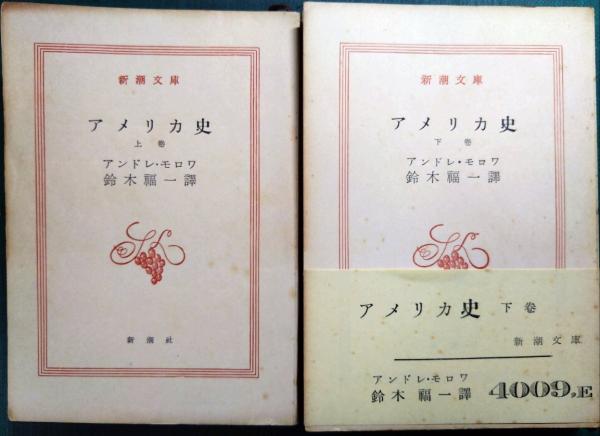 新潮文庫
アメリカ史
上巻
アンドレ・モロワ
鈴木福一譯
新潮社
新潮文庫
アメリカ史
下巻
アンドレ・モロワ
鈴木福一譯
アメリカ史 下巻
新潮文庫
アンドレ・モロワ
鈴木福一譯
4009,E